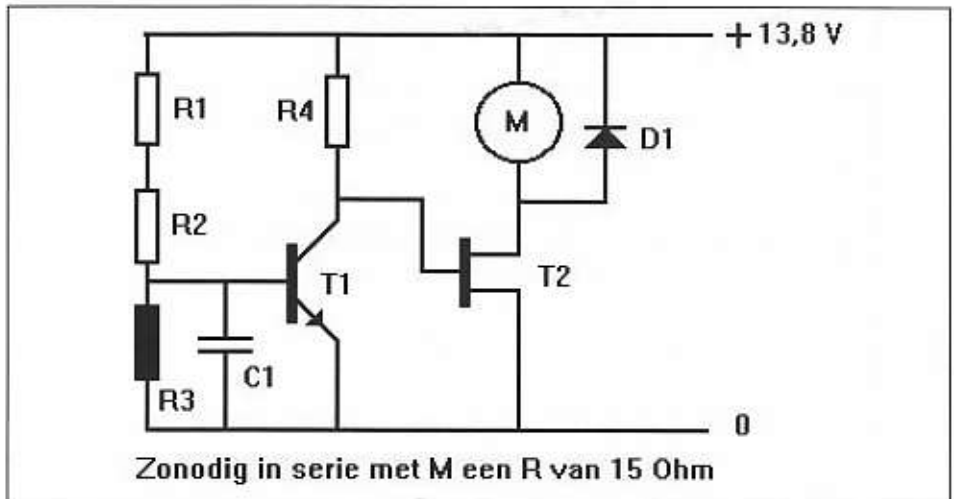 + 13,8 V
R1
R4
M
D1
R2
T1
T2
R3
C1
0
Zonodig in serie met M een R van 15 Ohm